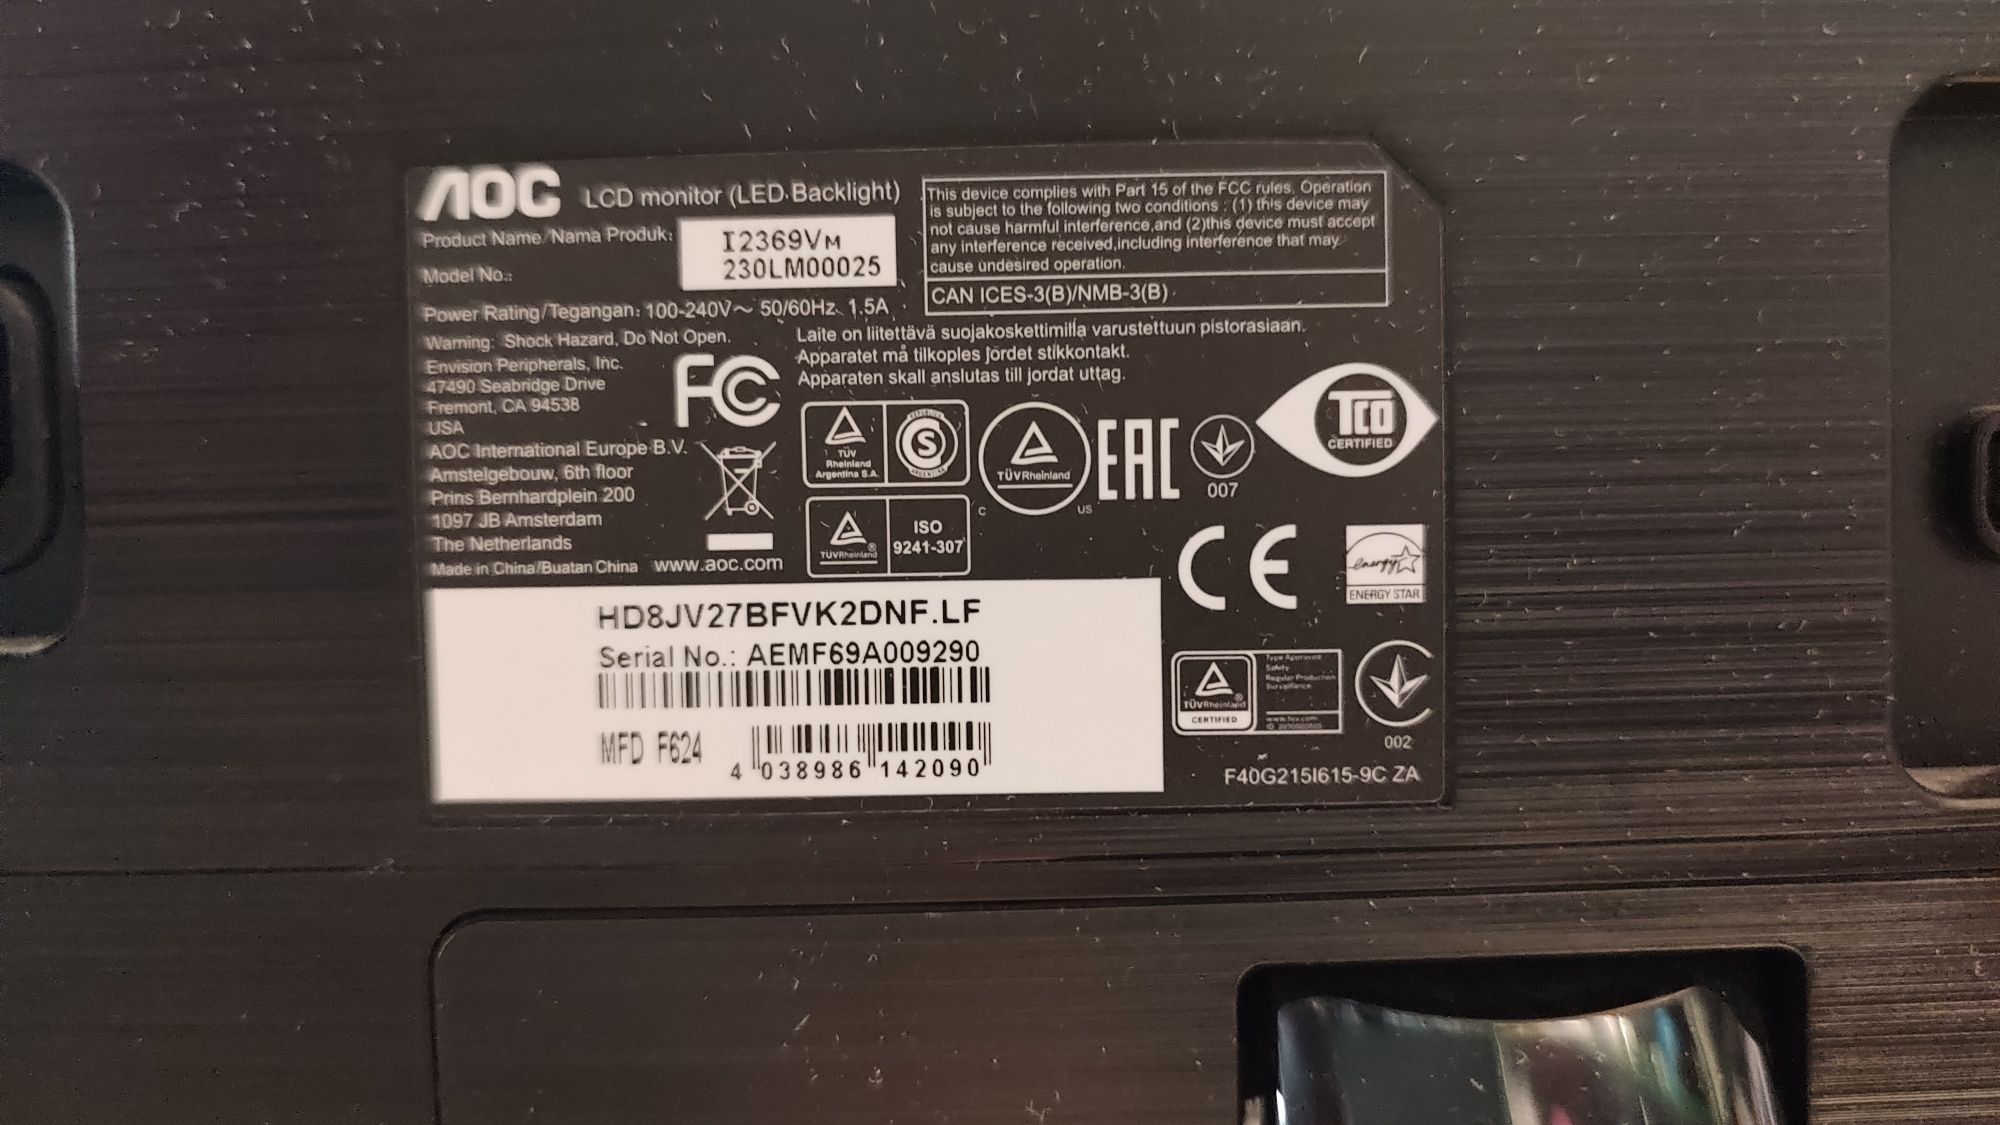 AOC LCD monitor (LED Backlight)
Product Name/Nama Produk: I2369VM
Model No.: 230LM00025
Power Rating/Tegangan: 100-240V~ 50/60Hz, 1.5A
Warning: Shock Hazard, Do Not Open.
Envision Peripherals, Inc.
47490 Seabridge Drive
Fremont, CA 94538
USA
AOC International Europe B.V.
Amstelgebouw, 6th floor
Prins Bernhardplein 200
1097 JB Amsterdam
The Netherlands
Made in China/Buatan China www.aoc.com
This device complies with Part 15 of the FCC rules. Operation
is subject to the following two conditions : (1) this device may
not cause harmful interference,and (2)this device must accept
any interference received,including interference that may
cause undesired operation.
CAN ICES-3(B)/NMB-3(B)
Laite on liitettävä suojakoskettimilla varustettuun pistorasiaan.
Apparatet må tilkoples jordet stikkontakt.
Apparaten skall anslutas till jordat uttag.
FC
TÜV
Rheinland
Argentina S.A.
S
ARGENTINA
TÜVRheinland
C US
EAC
007
TCO
CERTIFIED
TÜVRheinland
ISO
9241-307
CE
energy
ENERGY STAR
HD8JV27BFVK2DNF.LF
Serial No.: AEMF69A009290
MFD F624
4 038986 142090
TÜVRheinland
CERTIFIED
Type Approved
Safety
Regular Production
Surveillance
002
F40G215I615-9C ZA